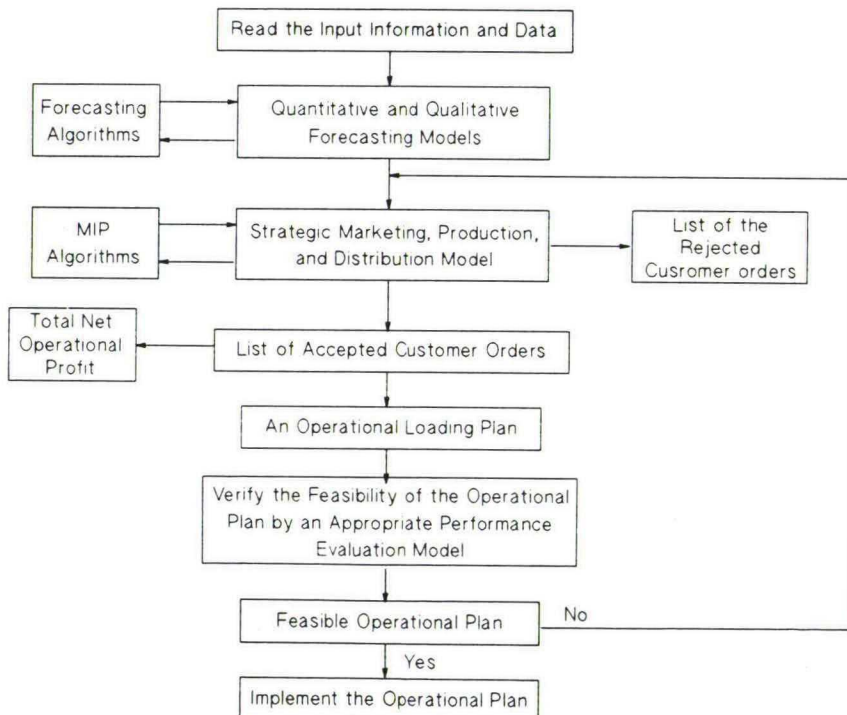 Read the Input Information and Data
Forecasting
Algorithms
Quantitative and Qualitative
Forecasting Models
MIP
Algorithms
Strategic Marketing, Production,
and Distribution Model
List of the
Rejected
Cusromer orders
Total Net
Operational
Profit
List of Accepted Customer Orders
An Operational Loading Plan
Verify the Feasibility of the Operational
Plan by an Appropriate Performance
Evaluation Model
Feasible Operational Plan
No
Yes
Implement the Operational Plan